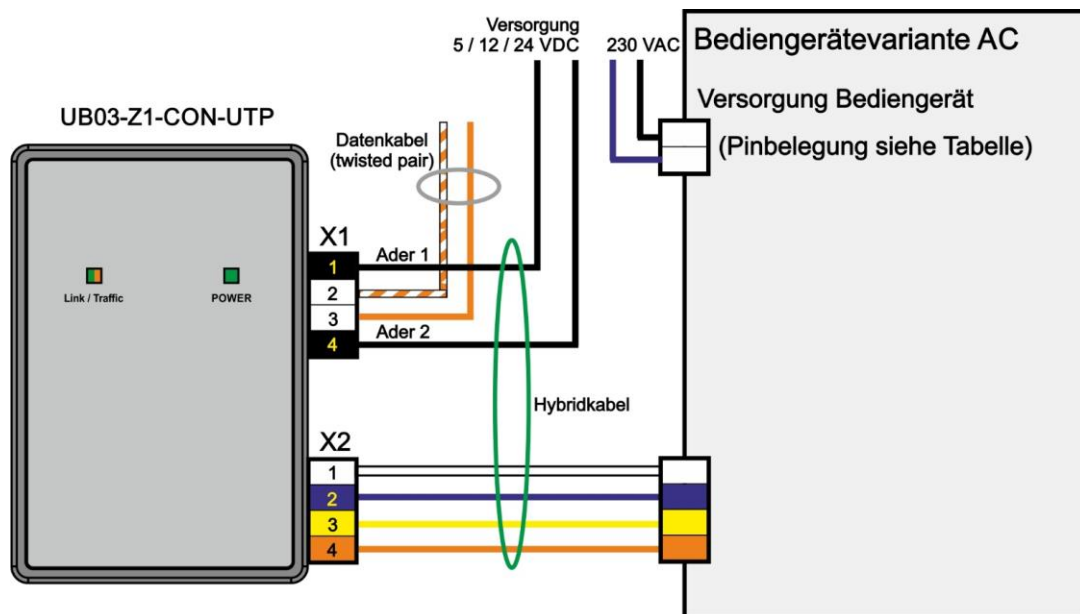 Versorgung
5 / 12 / 24 VDC
230 VAC
Bediengerätevariante AC
Versorgung Bediengerät
(Pinbelegung siehe Tabelle)
UB03-Z1-CON-UTP
Datenkabel
(twisted pair)
X1
1
2
3
4
Ader 1
Ader 2
Link / Traffic
POWER
Hybridkabel
X2
1
2
3
4